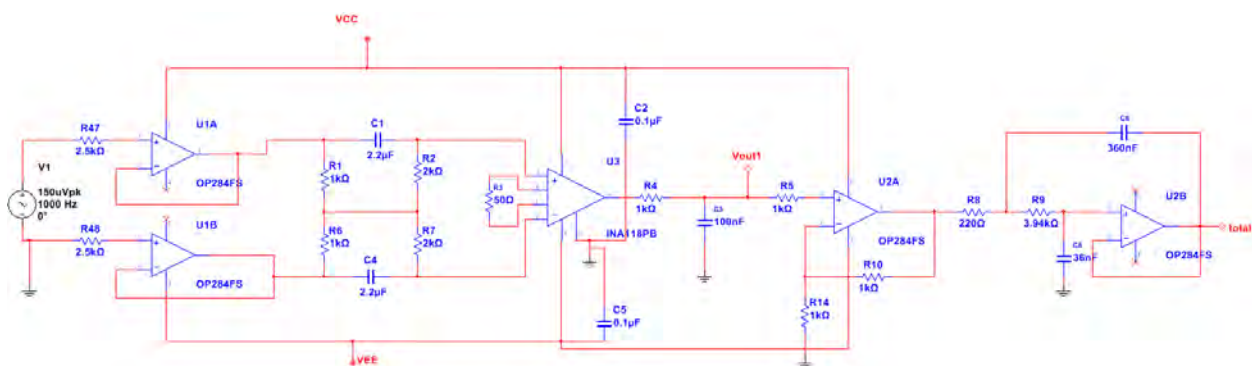 VCC
R47
2.5kΩ
V1
150uVpk
1000 Hz
0°
R48
2.5kΩ
U1A
OP284FS
U1B
OP284FS
C1
2.2µF
R1
1kΩ
R2
2kΩ
R6
1kΩ
R7
2kΩ
C4
2.2µF
50Ω
C2
0.1µF
U3
INA118PB
C5
0.1µF
VEE
R4
1kΩ
Vout1
100nF
R5
1kΩ
U2A
OP284FS
R10
1kΩ
R14
1kΩ
R8
220Ω
R9
3.94kΩ
360nF
36nF
U2B
OP284FS
total